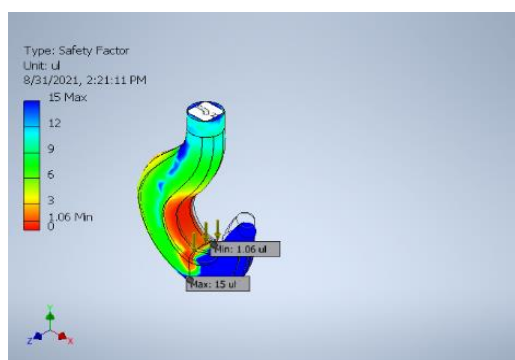 Type: Safety Factor
Unit: ul
8/31/2021, 2:21:11 PM
15 Max
12
9
6
3
1.06 Min
0
Min: 1.06 ul
Max: 15 ul
Y
Z
X